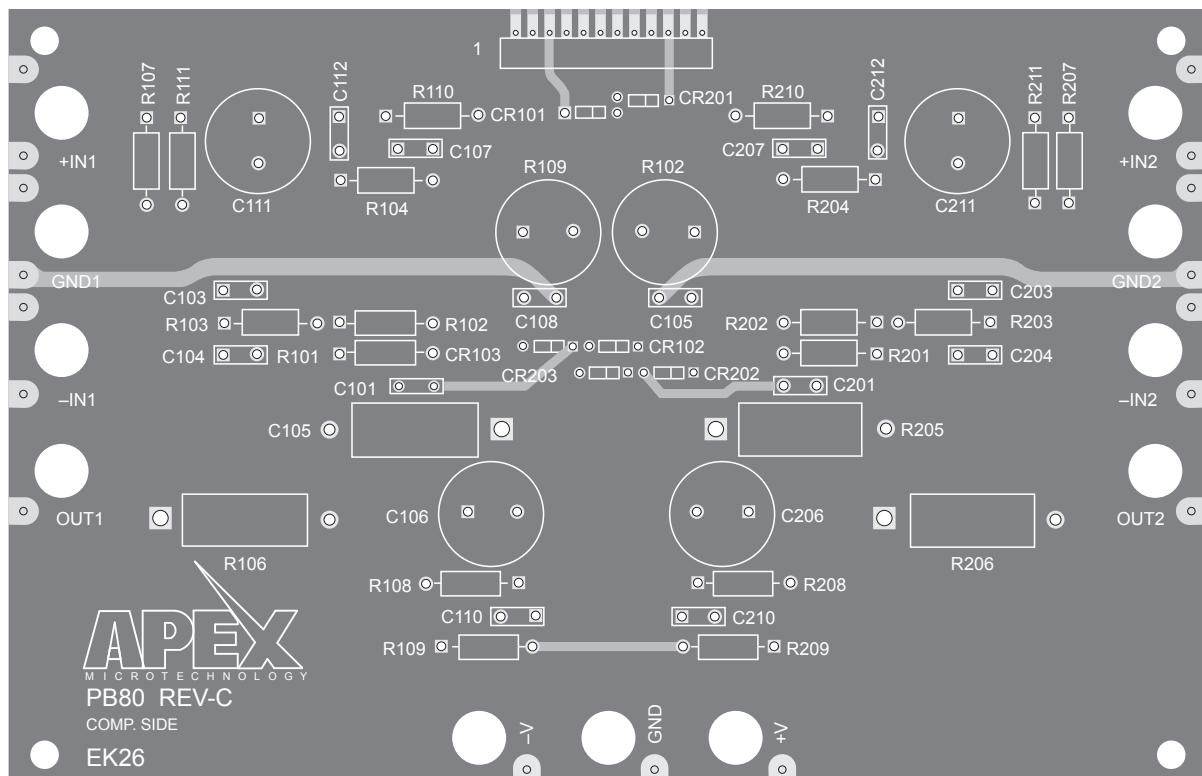 1
R107
R111
C112
R110
CR101
CR201
R210
C212
R211
R207
+IN1
C107
C207
+IN2
R109
R102
C111
R104
R204
C211
GND1
GND2
C103
C203
R103
R102
C108
C105
R202
R203
C104
R101
CR103
CR102
R201
C204
CR203
CR202
C101
C201
–IN1
–IN2
C105
R205
OUT1
C106
C206
OUT2
R106
R206
R108
R208
C110
C210
R109
R209
APEX
MICROTECHNOLOGY
PB80 REV-C
COMP. SIDE
EK26
–V
GND
+V